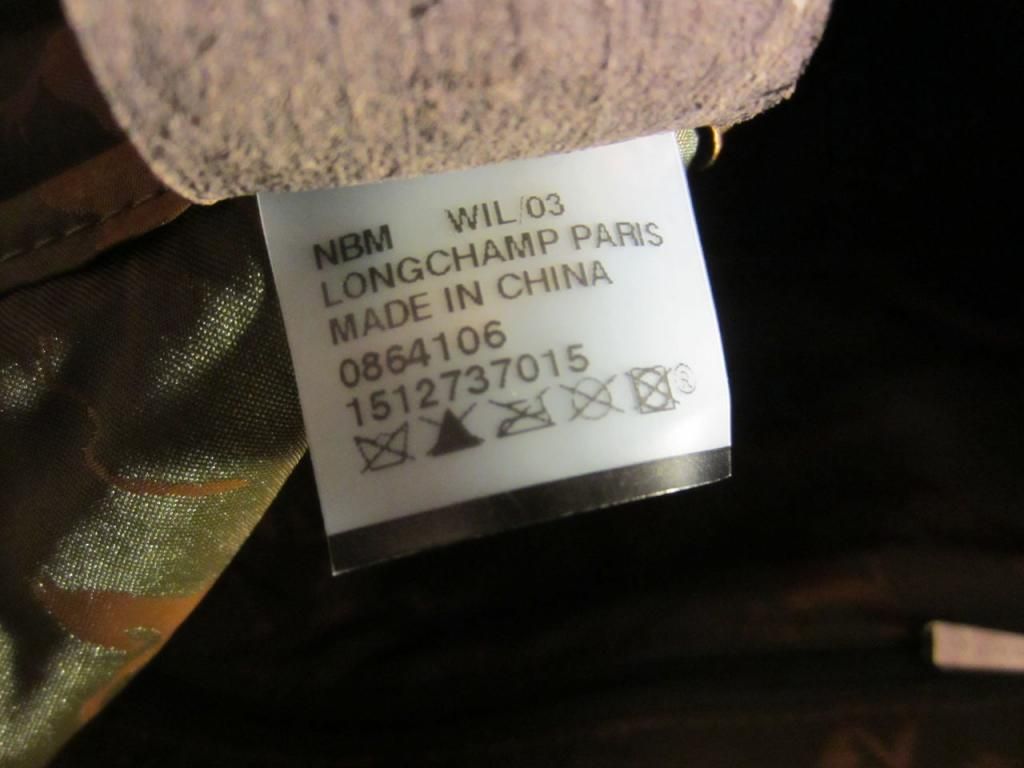 NBM WIL/03
LONGCHAMP PARIS
MADE IN CHINA
0864106
1512737015
®